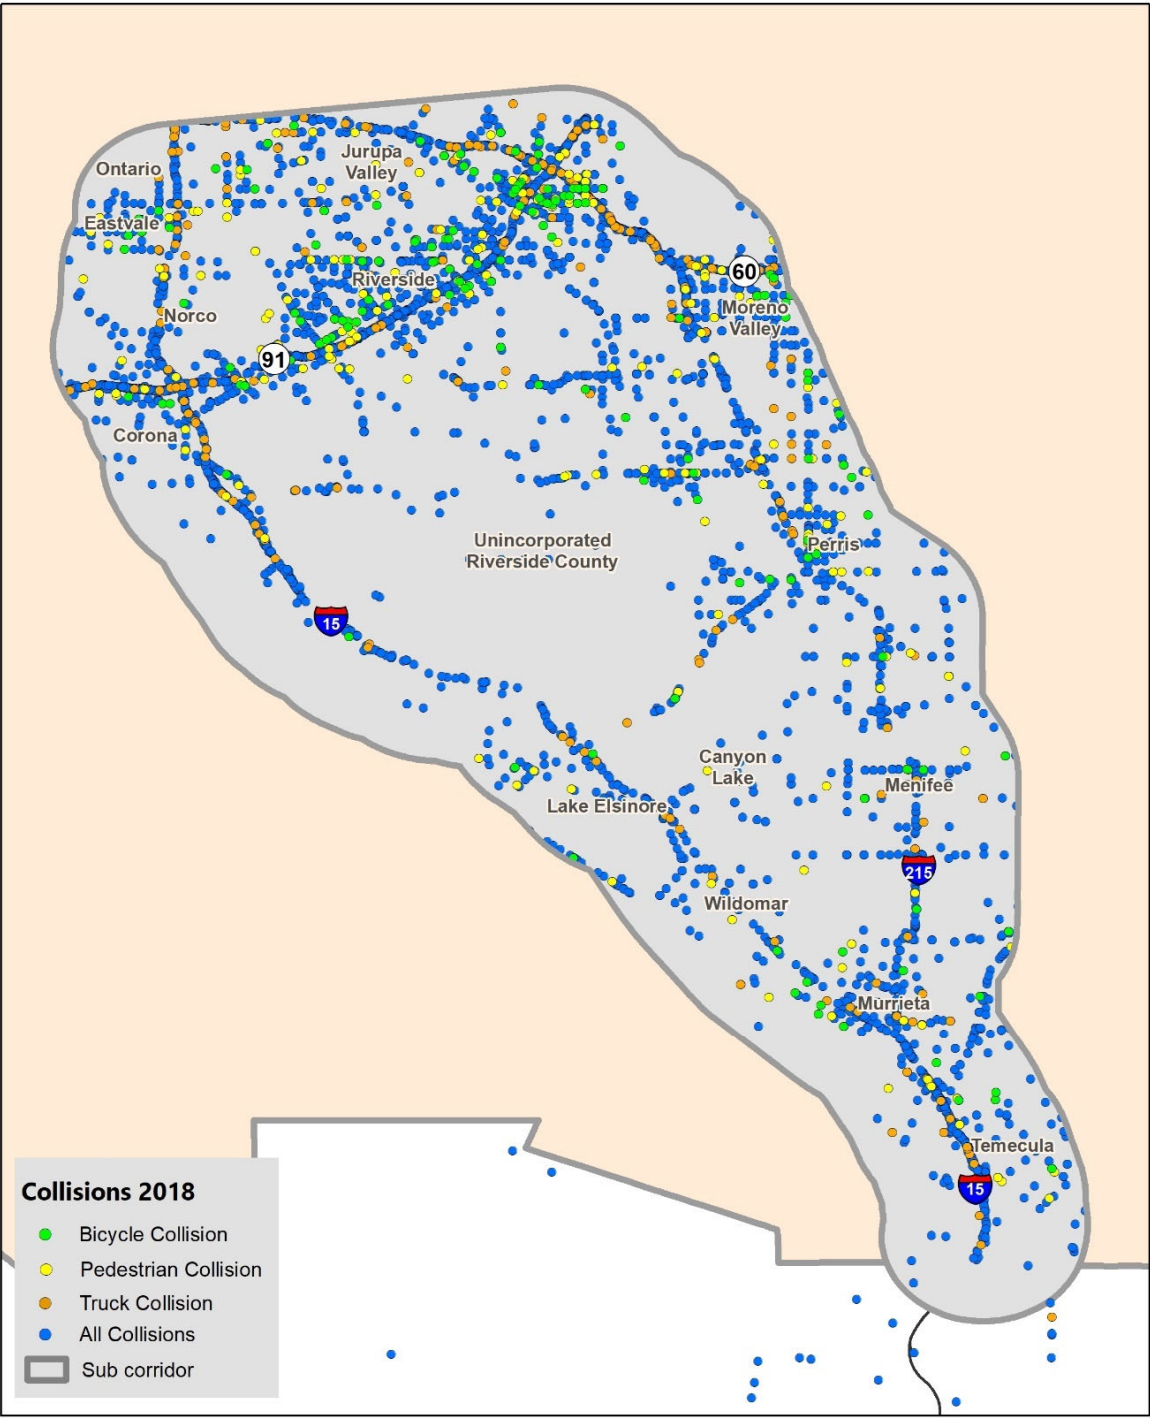 Ontario
Jurupa
Valley
Eastvale
Riverside
60
Moreno
Valley
Norco
91
Corona
Unincorporated
Riverside County
Perris
15
Canyon
Lake
Menifee
Lake Elsinore
215
Wildomar
Murrieta
Temecula
15
Collisions 2018
Bicycle Collision
Pedestrian Collision
Truck Collision
All Collisions
Sub corridor